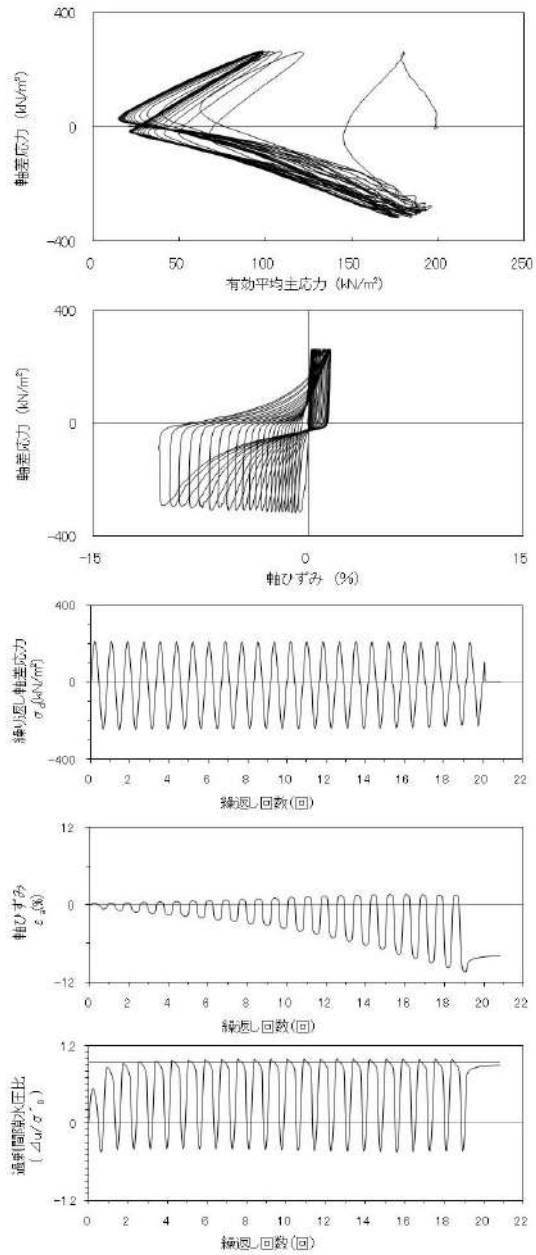 400
0
-400
軸差応力 (kN/m²)
0 50 100 150 200 250
有効平均主応力 (kN/m²)
400
0
-400
軸差応力 (kN/m²)
-15 0 15
軸ひずみ (%)
400
0
-400
繰り返し軸差応力
σd(kN/m²)
0 2 4 6 8 10 12 14 16 18 20 22
繰返し回数(回)
12
0
-12
軸ひずみ
εa(%)
0 2 4 6 8 10 12 14 16 18 20 22
繰返し回数(回)
1.2
0
-1.2
過剰間隙水圧比
(Δu/σ'0)
0 2 4 6 8 10 12 14 16 18 20 22
繰返し回数(回)